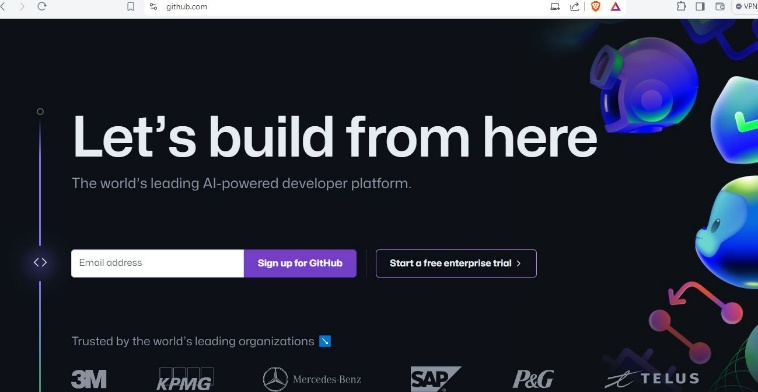 github.com
VPN
Let's build from here
The world's leading AI-powered developer platform.
Email address
Sign up for GitHub
Start a free enterprise trial
Trusted by the world's leading organizations
3M
KPMG
Mercedes-Benz
SAP
P&G
TELUS